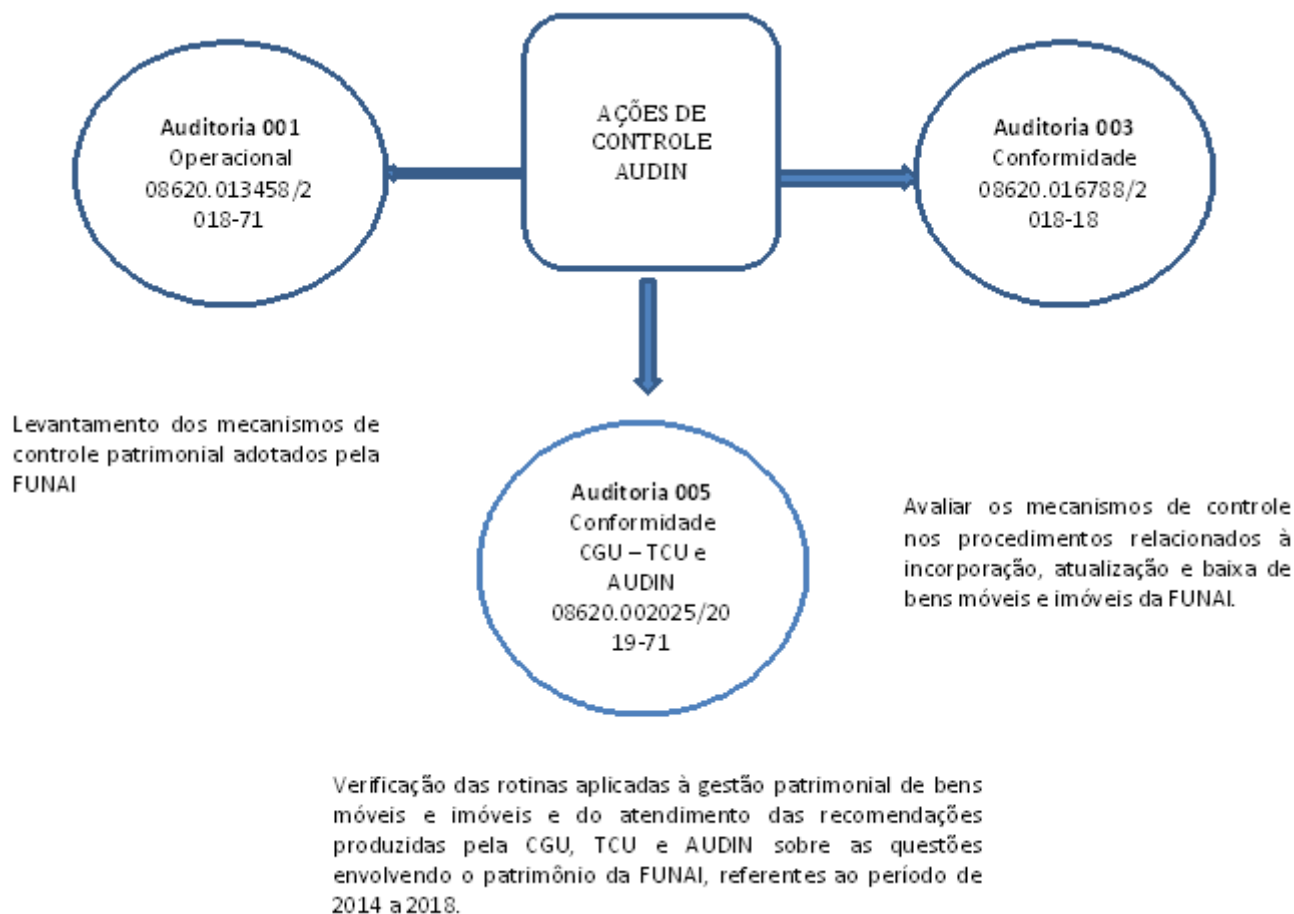 AÇÕES DE
CONTROLE
AUDIN
Auditoria 001
Operacional
08620.013458/2
018-71
Auditoria 003
Conformidade
08620.016788/2
018-18
Levantamento dos mecanismos de
controle patrimonial adotados pela
FUNAI
Auditoria 005
Conformidade
CGU – TCU e
AUDIN
08620.002025/20
19-71
Avaliar os mecanismos de controle
nos procedimentos relacionados à
incorporação, atualização e baixa de
bens móveis e imóveis da FUNAI.
Verificação das rotinas aplicadas à gestão patrimonial de bens
móveis e imóveis e do atendimento das recomendações
produzidas pela CGU, TCU e AUDIN sobre as questões
envolvendo o patrimônio da FUNAI, referentes ao período de
2014 a 2018.